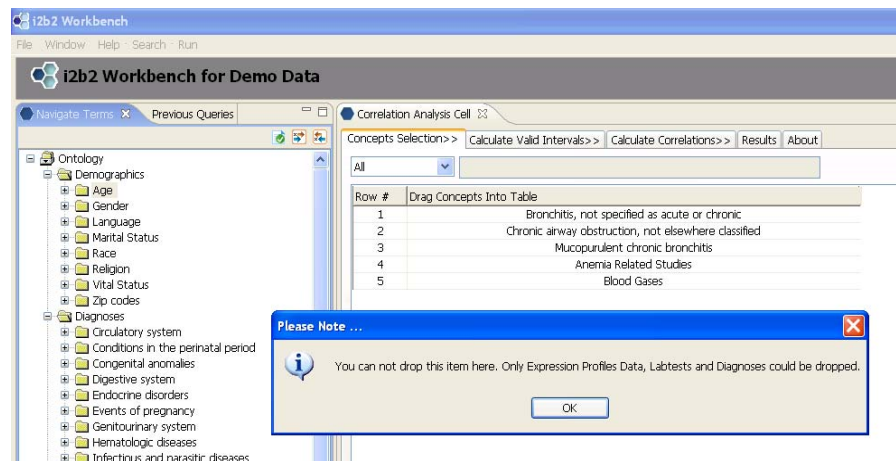 i2b2 Workbench
File Window Help Search Run
i2b2 Workbench for Demo Data
Navigate Terms Previous Queries
Correlation Analysis Cell
Concepts Selection>> Calculate Valid Intervals>> Calculate Correlations>> Results About
All
Row # Drag Concepts Into Table
1 Bronchitis, not specified as acute or chronic
2 Chronic airway obstruction, not elsewhere classified
3 Mucopurulent chronic bronchitis
4 Anemia Related Studies
5 Blood Gases
Ontology
Demographics
Age
Gender
Language
Marital Status
Race
Religion
Vital Status
Zip codes
Diagnoses
Circulatory system
Conditions in the perinatal period
Congenital anomalies
Digestive system
Endocrine disorders
Events of pregnancy
Genitourinary system
Hematologic diseases
Infectious and parasitic diseases
Please Note ...
You can not drop this item here. Only Expression Profiles Data, Labtests and Diagnoses could be dropped.
OK